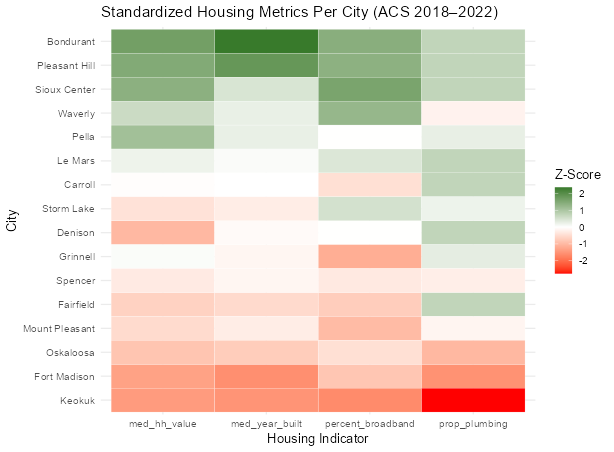 Standardized Housing Metrics Per City (ACS 2018–2022)
Bondurant
Pleasant Hill
Sioux Center
Waverly
Pella
Le Mars
Carroll
Storm Lake
Denison
Grinnell
Spencer
Fairfield
Mount Pleasant
Oskaloosa
Fort Madison
Keokuk
City
med_hh_value
med_year_built
percent_broadband
prop_plumbing
Housing Indicator
Z-Score
2
1
0
-1
-2